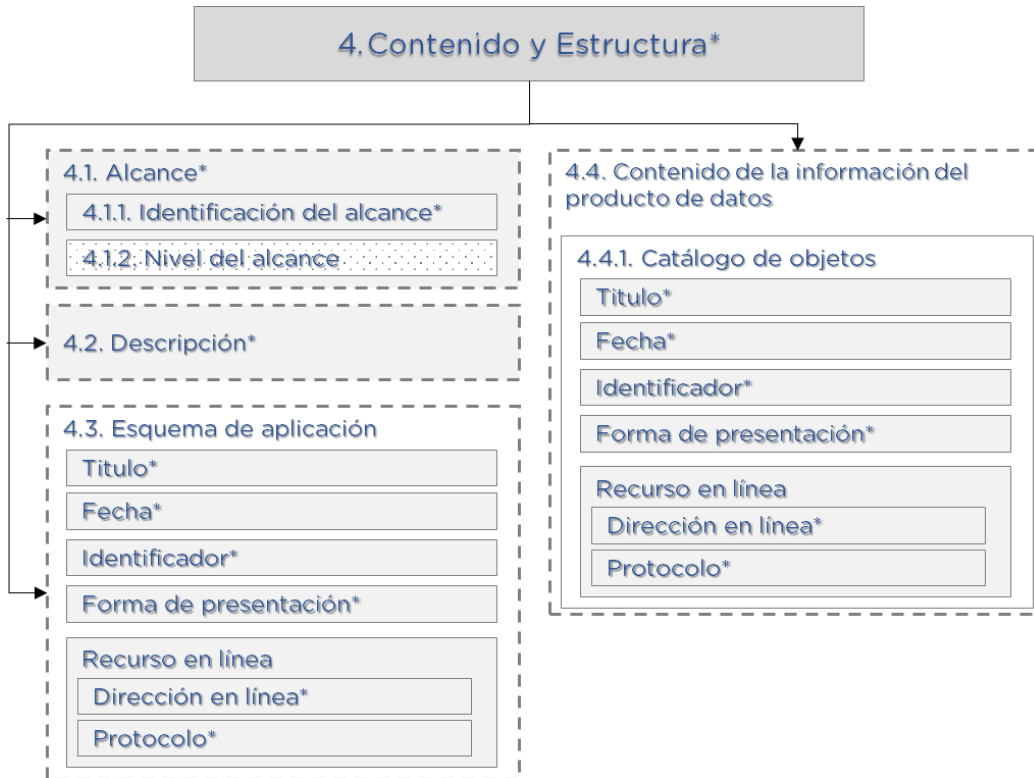 4. Contenido y Estructura*
4.1. Alcance*
4.1.1. Identificación del alcance*
4.1.2. Nivel del alcance
4.2. Descripción*
4.3. Esquema de aplicación
Titulo*
Fecha*
Identificador*
Forma de presentación*
Recurso en línea
Dirección en línea*
Protocolo*
4.4. Contenido de la información del
producto de datos
4.4.1. Catálogo de objetos
Titulo*
Fecha*
Identificador*
Forma de presentación*
Recurso en línea
Dirección en línea*
Protocolo*